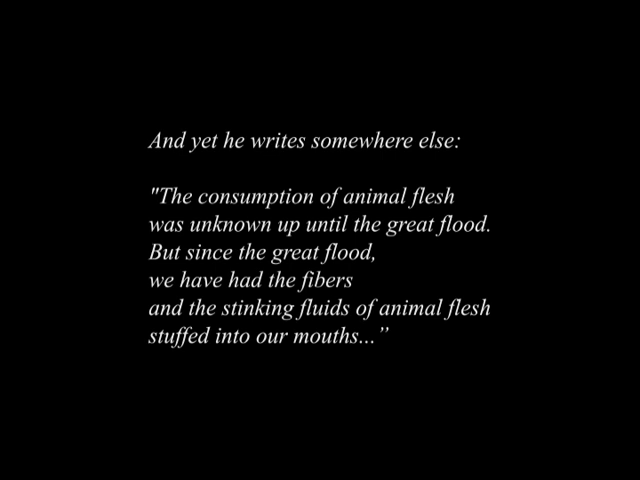 And yet he writes somewhere else:
"The consumption of animal flesh
was unknown up until the great flood.
But since the great flood,
we have had the fibers
and the stinking fluids of animal flesh
stuffed into our mouths...”